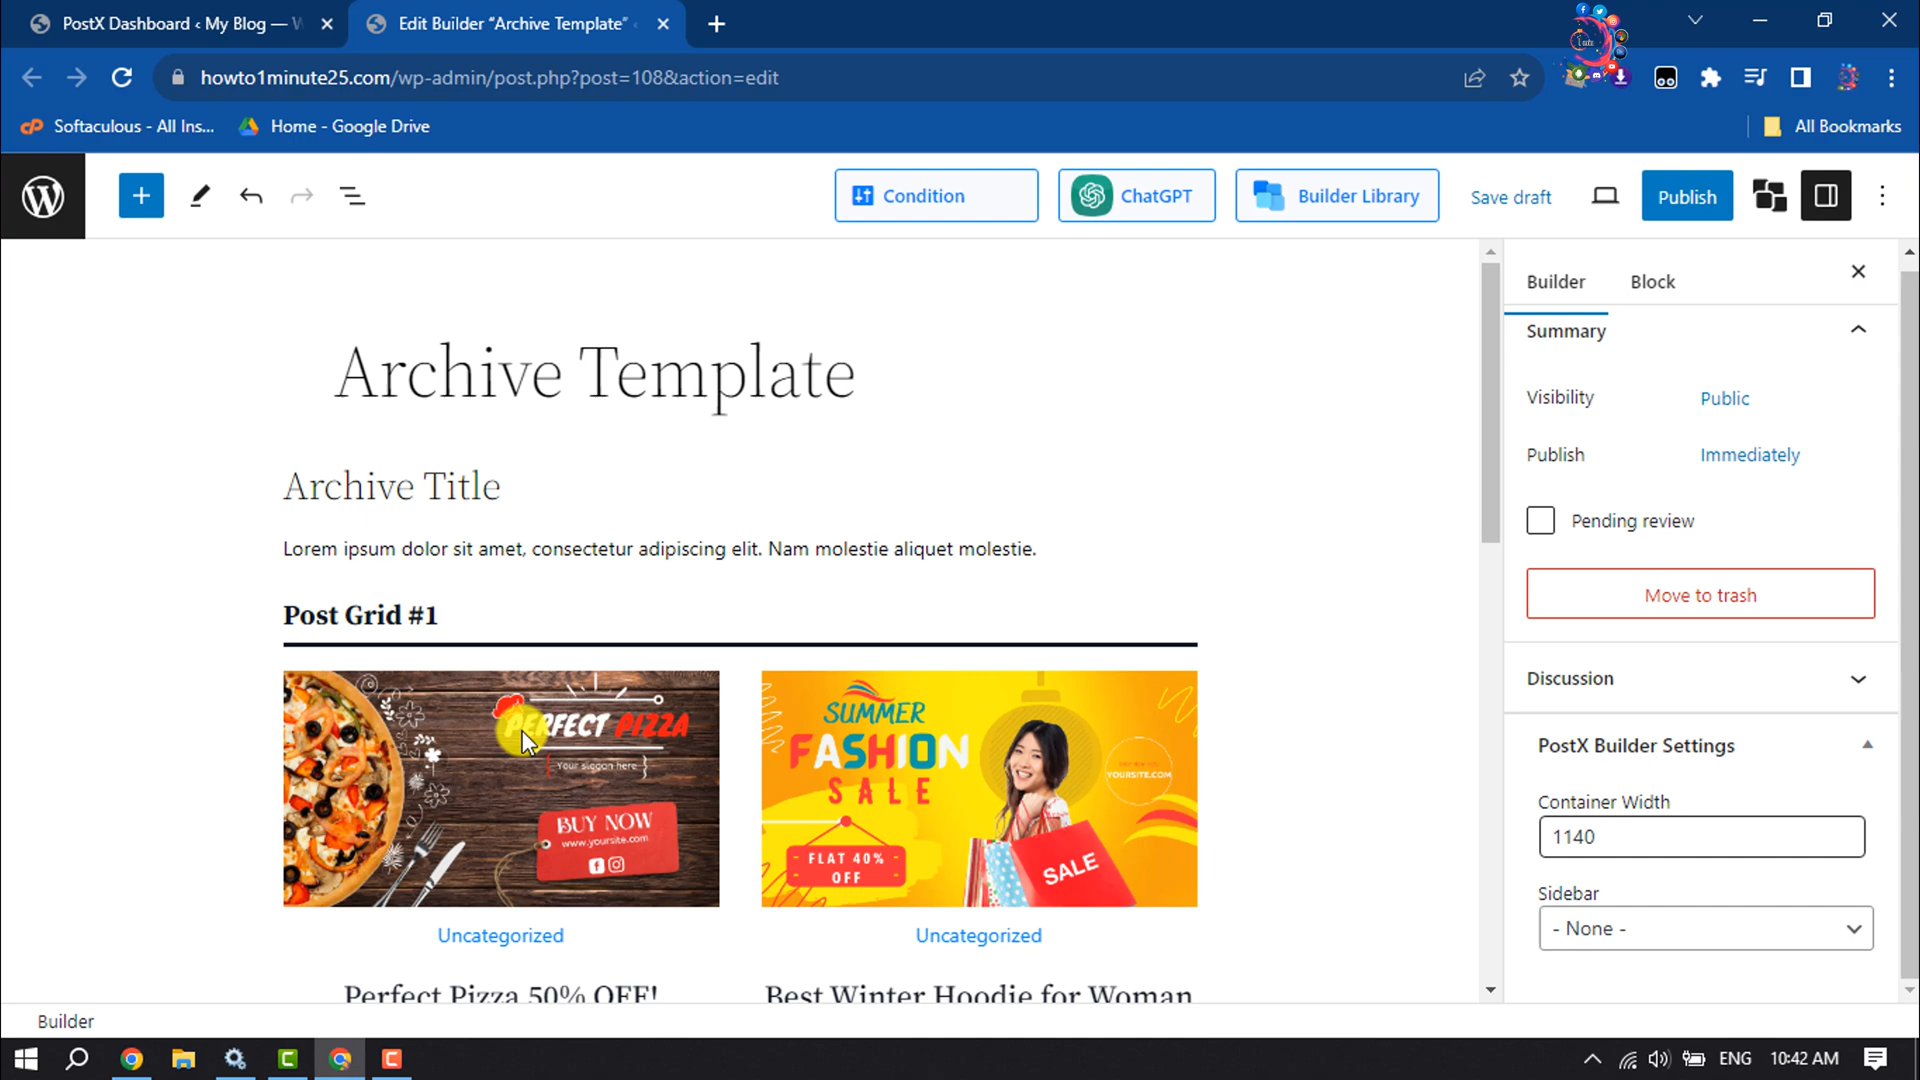 PostX Dashboard ‹ My Blog — W
Edit Builder “Archive Template” ‹
howto1minute25.com/wp-admin/post.php?post=108&action=edit
Softaculous - All Ins...
Home - Google Drive
All Bookmarks
Condition
ChatGPT
Builder Library
Save draft
Publish
Archive Template
Archive Title
Lorem ipsum dolor sit amet, consectetur adipiscing elit. Nam molestie aliquet molestie.
Post Grid #1
PERFECT PIZZA
Your slogan here
BUY NOW
www.yoursite.com
SUMMER
FASHION
SALE
FLAT 40%
OFF
YOURSITE.COM
SALE
Uncategorized
Uncategorized
Perfect Pizza 50% OFF!
Best Winter Hoodie for Woman
Builder
Block
Summary
Visibility
Public
Publish
Immediately
Pending review
Move to trash
Discussion
PostX Builder Settings
Container Width
1140
Sidebar
- None -
Builder
ENG
10:42 AM